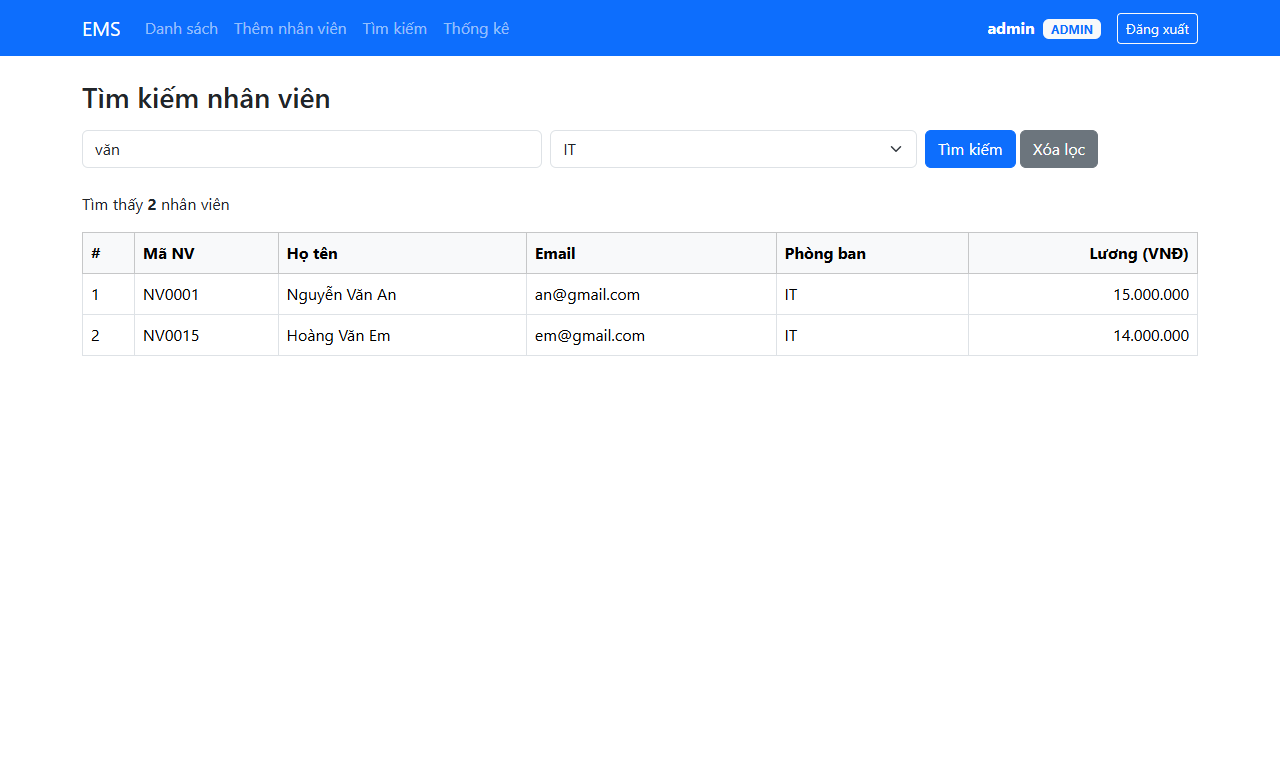 EMS Danh sách Thêm nhân viên Tìm kiếm Thống kê admin ADMIN Đăng xuất
Tìm kiếm nhân viên
văn IT Tìm kiếm Xóa lọc
Tìm thấy 2 nhân viên
# Mã NV Họ tên Email Phòng ban Lương (VNĐ)
1 NV0001 Nguyễn Văn An an@gmail.com IT 15.000.000
2 NV0015 Hoàng Văn Em em@gmail.com IT 14.000.000